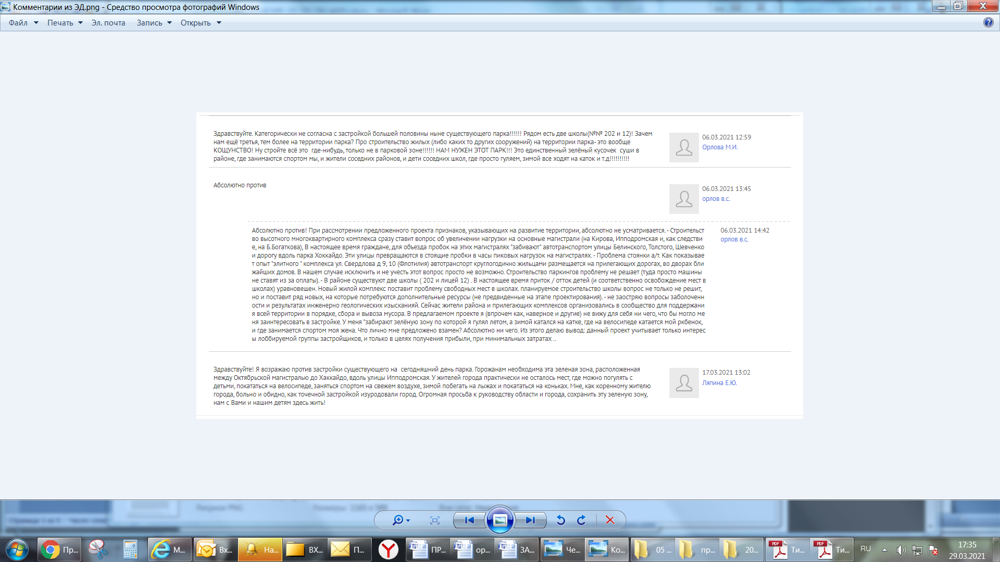 Комментарии из ЭД.png - Средство просмотра фотографий Windows
Файл Печать Эл. почта Запись Открыть
Здравствуйте. Категорически не согласна с застройкой большей половины ныне существующего парка!!!!!! Рядом есть две школы(№№ 202 и 12)! Зачем
нам ещё третья, тем более на территории парка? Про строительство жилых (либо каких то других сооружений) на территории парка- это вообще
КОЩУНСТВО! Ну стройте всё это где-нибудь, только не в парковой зоне!!!!!! НАМ НУЖЕН ЭТОТ ПАРК!!! Это единственный зелёный кусочек суши в
районе, где занимаются спортом мы, и жители соседних районов, и дети соседних школ, где просто гуляем, зимой все ходят на каток и т.д!!!!!!!!!!
06.03.2021 12:59
Орлова М.И.
Абсолютно против
06.03.2021 13:45
орлов в.с.
Абсолютно против! При рассмотрении предложенного проекта признаков, указывающих на развитие территории, абсолютно не усматривается. - Строительст
во высотного многоквартирного комплекса сразу ставит вопрос об увеличении нагрузки на основные магистрали (на Кирова, Ипподромская и, как следстви
е, на Б.Богаткова), В настоящее время граждане, для объезда пробок на этих магистралях "забивают" автотранспортом улицы Белинского, Толстого, Шевченко
и дорогу вдоль парка Хоккайдо. Эти улицы превращаются в стоящие пробки в часы пиковых нагрузок на магистралях. - Проблема стоянки а/т. Как показывае
т опыт "элитного " комплекса ул. Свердлова д 9, 10 (Флотилия) автотранспорт круглогодично жильцами размещается на прилегающих дорогах, во дворах бли
жайших домов. В нашем случае исключить и не учесть этот вопрос просто не возможно. Строительство паркингов проблему не решает (туда просто машины
не ставят из за оплаты). - В районе существуют две школы ( 202 и лицей 12) . В настоящее время приток / отток детей (и соответственно освобождение мест в
школах) уравновешен. Новый жилой комплекс поставит проблему свободных мест в школах. планируемое строительство школы вопрос не только не решит,
но и поставит ряд новых, на которые потребуются дополнительные ресурсы (не предвиденные на этапе проектирования). - не заостряю вопросы заболоченн
ости и результатах инженерно геологических изысканияй. Сейчас жители района и прилегающих комплексов организовались в сообщество для поддержани
я всей территории в порядке, сбора и вывоза мусора. В предлагаемом проекте я (впрочем как, наверное и другие) не вижу для себя ни чего, что бы могло ме
ня заинтересовать в застройке. У меня "забирают зелёную зону по которой я гулял летом, а зимой катался на катке, где на велосипеде катается мой ркбенок,
и где занимается спортом моя жена. Что лично мне предложено взамен? Абсолютно ни чего. Из этого делаю вывод: данный проект учитывает только интерес
ы лоббируемой группы застройщиков, и только в целях получения прибыли, при минимальных затратах ..
06.03.2021 14:42
орлов в.с.
Здравствуйте! Я возражаю против застройки существующего на сегодняшний день парка. Горожанам необходима эта зеленая зона, расположенная
между Октябрьской магистралью до Хаккайдо, вдоль улицы Ипподромская. У жителей города практически не осталось мест, где можно погулять с
детьми, покататься на велосипеде, заняться спортом на свежем воздухе, зимой побегать на лыжах и покататься на коньках. Мне, как коренному жителю
города, больно и обидно, как точечной застройкой изуродовали город. Огромная просьба к руководству области и города, сохранить эту зеленую зону,
нам с Вами и нашим детям здесь жить!
17.03.2021 13:02
Ляпина Е.Ю.
Пр... М... Вх... На... ВХ... П... ПР... ор... ЗА... Че... Ко... 05 ... пр... 20... Ти... Ти... RU
17:35
29.03.2021